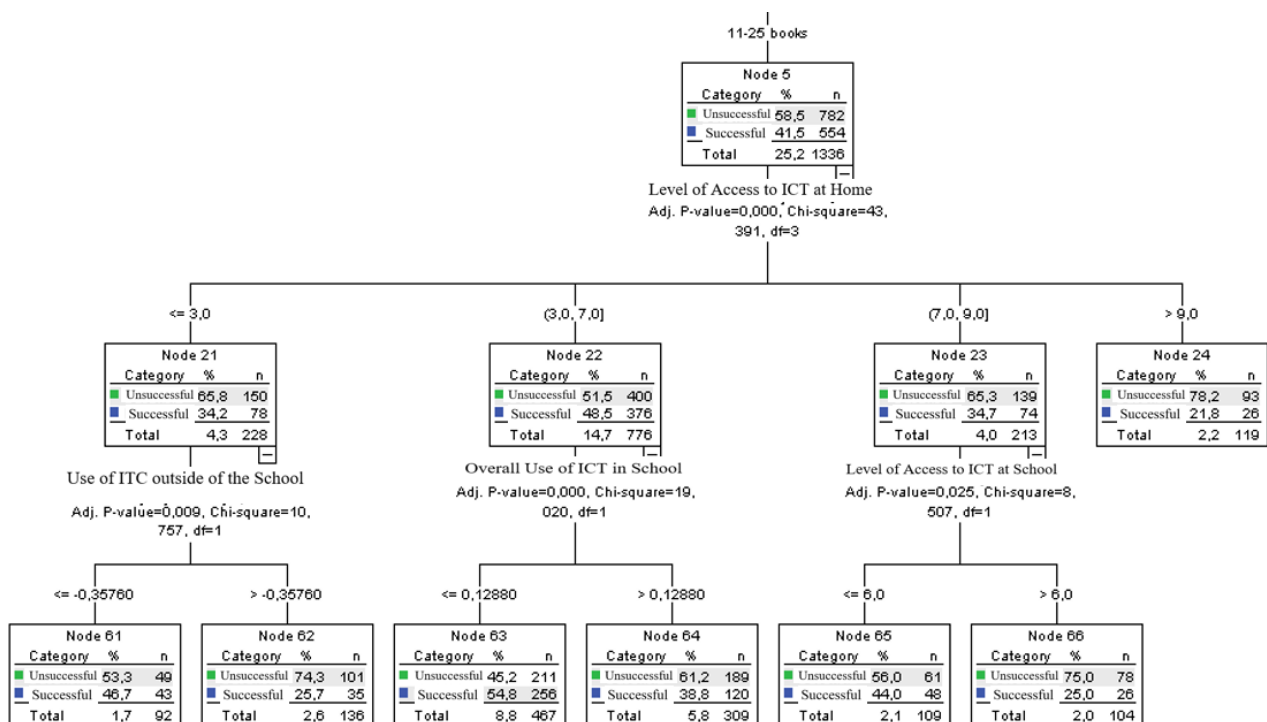 11-25 books
Node 5
Category % n
Unsuccessful 58,5 782
Successful 41,5 554
Total 25,2 1336
Level of Access to ICT at Home
Adj. P-value=0,000, Chi-square=43,
391, df=3
<= 3,0
(3,0, 7,0]
(7,0, 9,0]
> 9,0
Node 21
Category % n
Unsuccessful 65,8 150
Successful 34,2 78
Total 4,3 228
Node 22
Category % n
Unsuccessful 51,5 400
Successful 48,5 376
Total 14,7 776
Node 23
Category % n
Unsuccessful 65,3 139
Successful 34,7 74
Total 4,0 213
Node 24
Category % n
Unsuccessful 78,2 93
Successful 21,8 26
Total 2,2 119
Use of ITC outside of the School
Adj. P-value=0,009, Chi-square=10,
757, df=1
Overall Use of ICT in School
Adj. P-value=0,000, Chi-square=19,
020, df=1
Level of Access to ICT at School
Adj. P-value=0,025, Chi-square=8,
507, df=1
<= -0,35760
> -0,35760
<= 0,12880
> 0,12880
<= 6,0
> 6,0
Node 61
Category % n
Unsuccessful 53,3 49
Successful 46,7 43
Total 1,7 92
Node 62
Category % n
Unsuccessful 74,3 101
Successful 25,7 35
Total 2,6 136
Node 63
Category % n
Unsuccessful 45,2 211
Successful 54,8 256
Total 8,8 467
Node 64
Category % n
Unsuccessful 61,2 189
Successful 38,8 120
Total 5,8 309
Node 65
Category % n
Unsuccessful 56,0 61
Successful 44,0 48
Total 2,1 109
Node 66
Category % n
Unsuccessful 75,0 78
Successful 25,0 26
Total 2,0 104